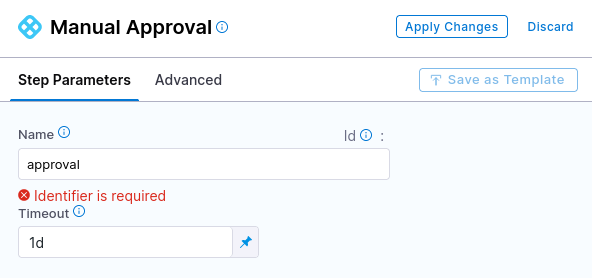 Manual Approval
Apply Changes
Discard
Step Parameters
Advanced
Save as Template
Name
Id :
approval
Identifier is required
Timeout
1d